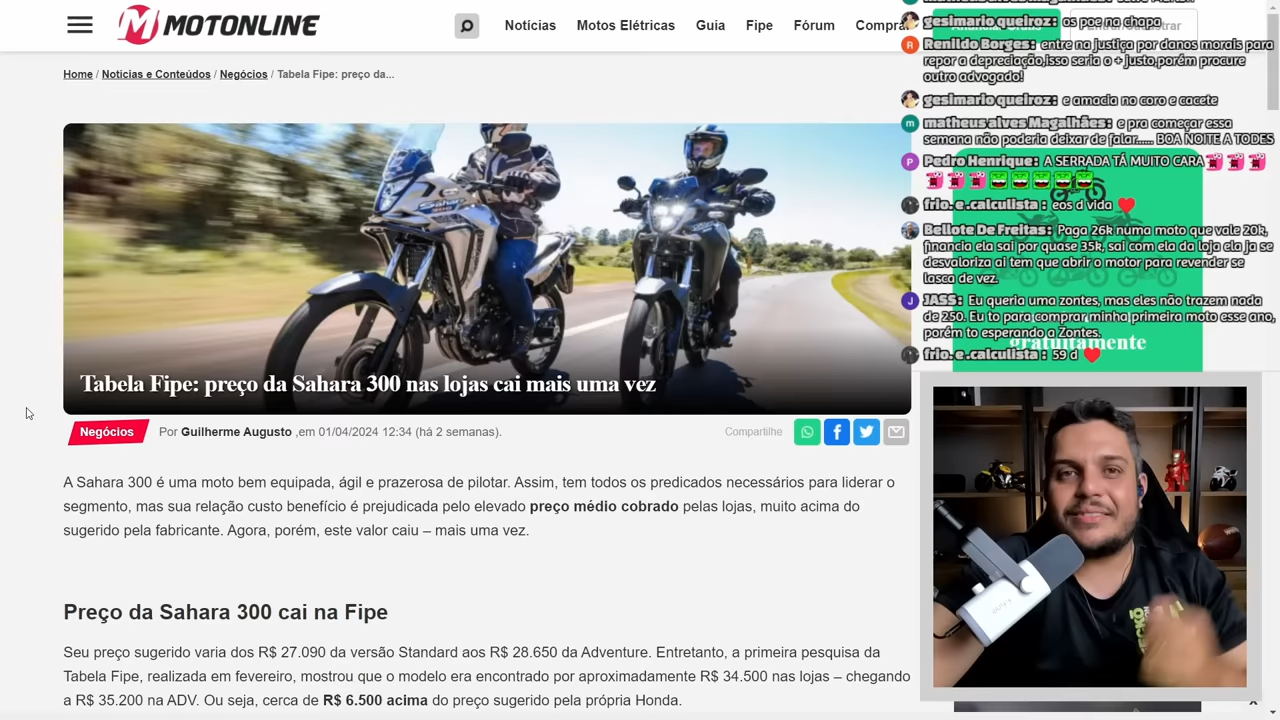 MOTONLINE
Notícias
Motos Elétricas
Guia
Fipe
Fórum
Comprar
Home / Notícias e Conteúdos / Negócios / Tabela Fipe: preço da...
Tabela Fipe: preço da Sahara 300 nas lojas cai mais uma vez
Negócios
Por Guilherme Augusto ,em 01/04/2024 12:34 (há 2 semanas).
Compartilhe
A Sahara 300 é uma moto bem equipada, ágil e prazerosa de pilotar. Assim, tem todos os predicados necessários para liderar o
segmento, mas sua relação custo benefício é prejudicada pelo elevado preço médio cobrado pelas lojas, muito acima do
sugerido pela fabricante. Agora, porém, este valor caiu – mais uma vez.
Preço da Sahara 300 cai na Fipe
Seu preço sugerido varia dos R$ 27.090 da versão Standard aos R$ 28.650 da Adventure. Entretanto, a primeira pesquisa da
Tabela Fipe, realizada em fevereiro, mostrou que o modelo era encontrado por aproximadamente R$ 34.500 nas lojas – chegando
a R$ 35.200 na ADV. Ou seja, cerca de R$ 6.500 acima do preço sugerido pela própria Honda.
gesimario queiroz: os poe na chapa
Renildo Borges: entre na justiça por danos morais para
repor a depreciação,isso seria o + justo,porém procure
outro advogado!
gesimario queiroz: e amacia no coro e cacete
matheus alves Magalhães: e pra começar essa
semana não poderia deixar de falar..... BOA NOITE A TODES
Pedro Henrique: A SERRADA TÁ MUITO CARA
frio. e .calculista : eos d vida
Bellote De Freitas: Paga 26k numa moto que vale 20k,
financia ela sai por quase 35k, sai com ela da loja ela ja se
desvaloriza ai tem que abrir o motor para revender se
lasca de vez.
JASS: Eu queria uma zontes, mas eles não trazem nada
de 250. Eu to para comprar minha primeira moto esse ano,
porém to esperando a Zontes.
gratuitamente
frio. e .calculista : 59 d